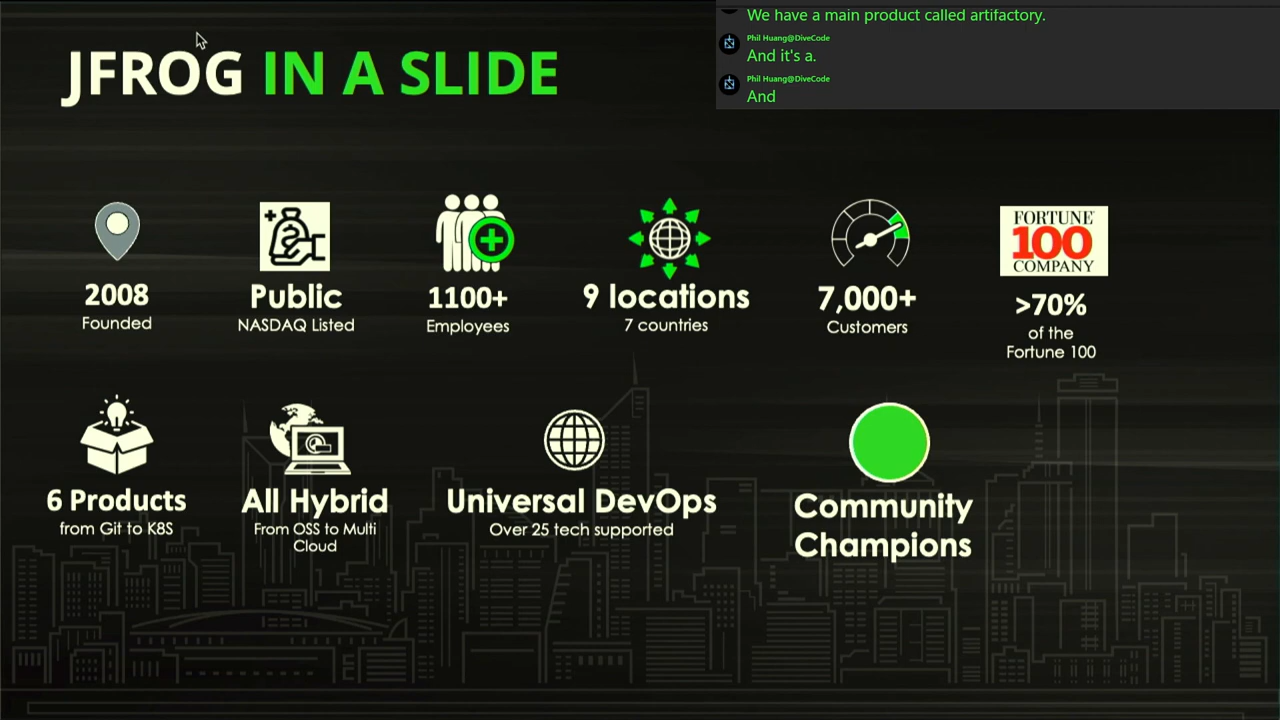 We have a main product called artifactory.
Phil Huang@DiveCode
And it's a.
Phil Huang@DiveCode
And
JFROG IN A SLIDE
2008
Founded
Public
NASDAQ Listed
1100+
Employees
9 locations
7 countries
7,000+
Customers
FORTUNE
100
COMPANY
>70%
of the
Fortune 100
6 Products
from Git to K8S
All Hybrid
From OSS to Multi
Cloud
Universal DevOps
Over 25 tech supported
Community
Champions